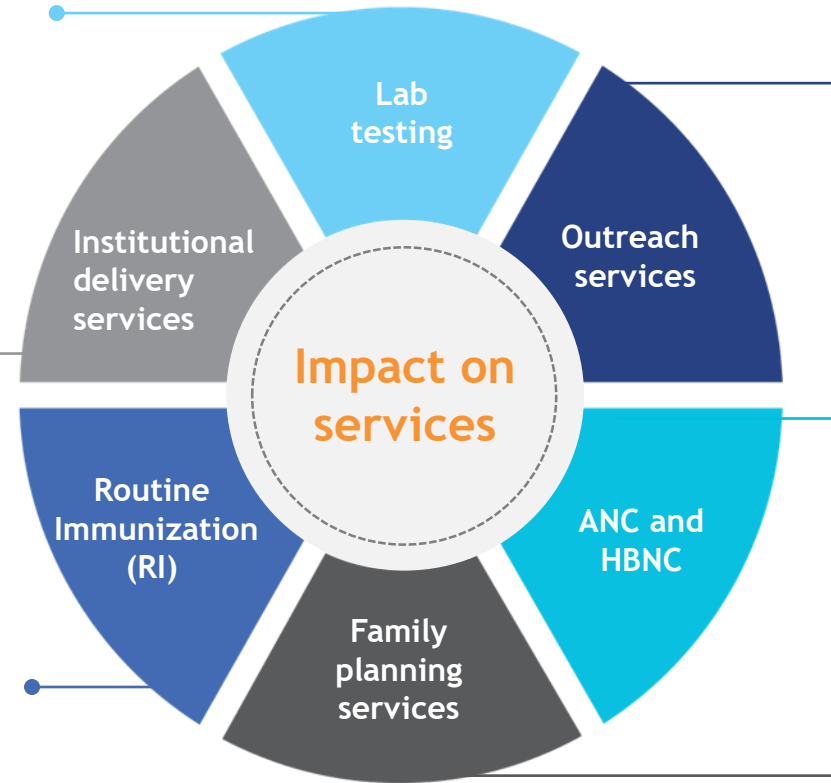 Lab
testing
Outreach
services
ANC and
HBNC
Family
planning
services
Routine
Immunization
(RI)
Institutional
delivery
services
Impact on
services